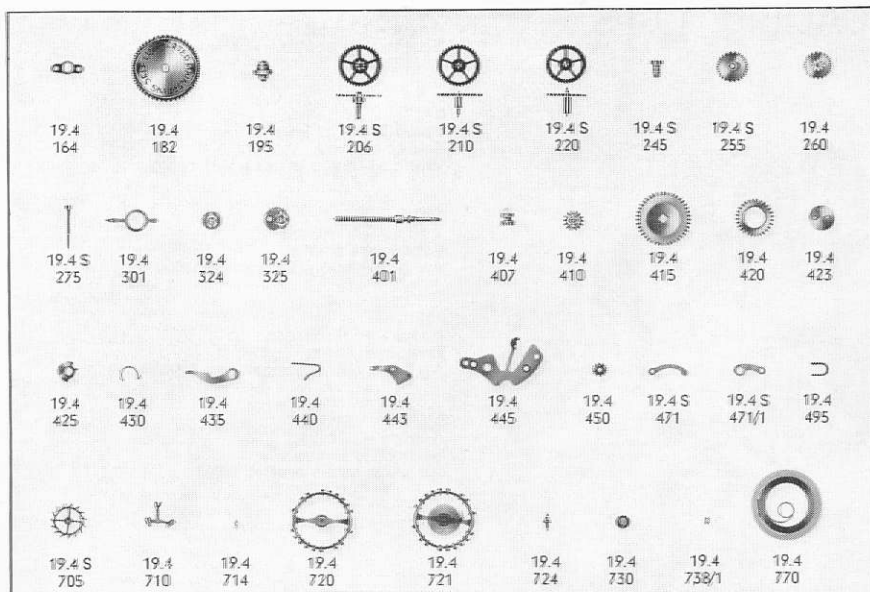 19.4 19.4 19.4 19.4 S 19.4 S 19.4 S 19.4 S 19.4 S 19.4
164 182 195 206 210 220 245 255 260
19.4 S 19.4 19.4 19.4 19.4 19.4 19.4 19.4 19.4 19.4
275 301 324 325 401 407 410 415 420 423
19.4 19.4 19.4 19.4 19.4 19.4 19.4 19.4 S 19.4 S 19.4
425 430 435 440 443 445 450 471 471/1 495
19.4 S 19.4 19.4 19.4 19.4 19.4 19.4 19.4 19.4
705 710 714 720 721 724 730 738/1 770